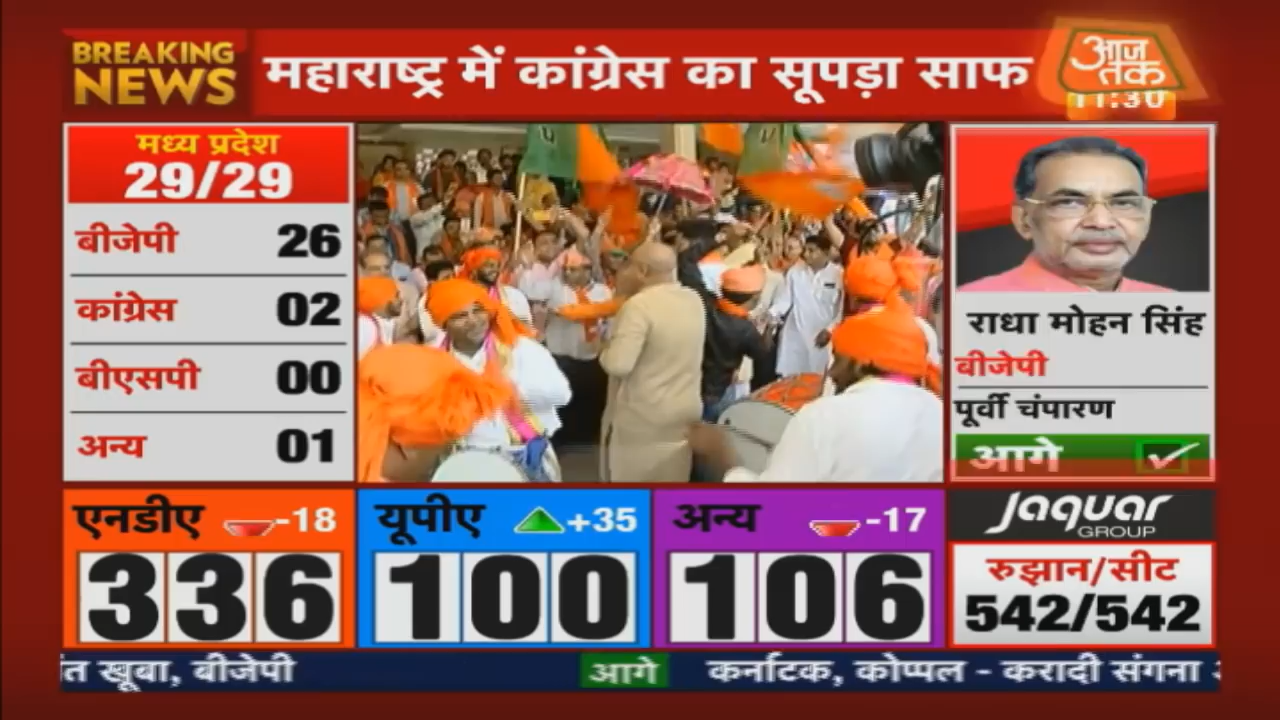 BREAKING
NEWS
महाराष्ट्र में कांग्रेस का सूपड़ा साफ
आज
तक
11:30
मध्य प्रदेश
29/29
बीजेपी 26
कांग्रेस 02
बीएसपी 00
अन्य 01
राधा मोहन सिंह
बीजेपी
पूर्वी चंपारण
आगे
एनडीए -18
336
यूपीए +35
100
अन्य -17
106
Jaquar
GROUP
रुझान/सीट
542/542
खूबा, बीजेपी आगे कर्नाटक, कोप्पल - करादी संगना